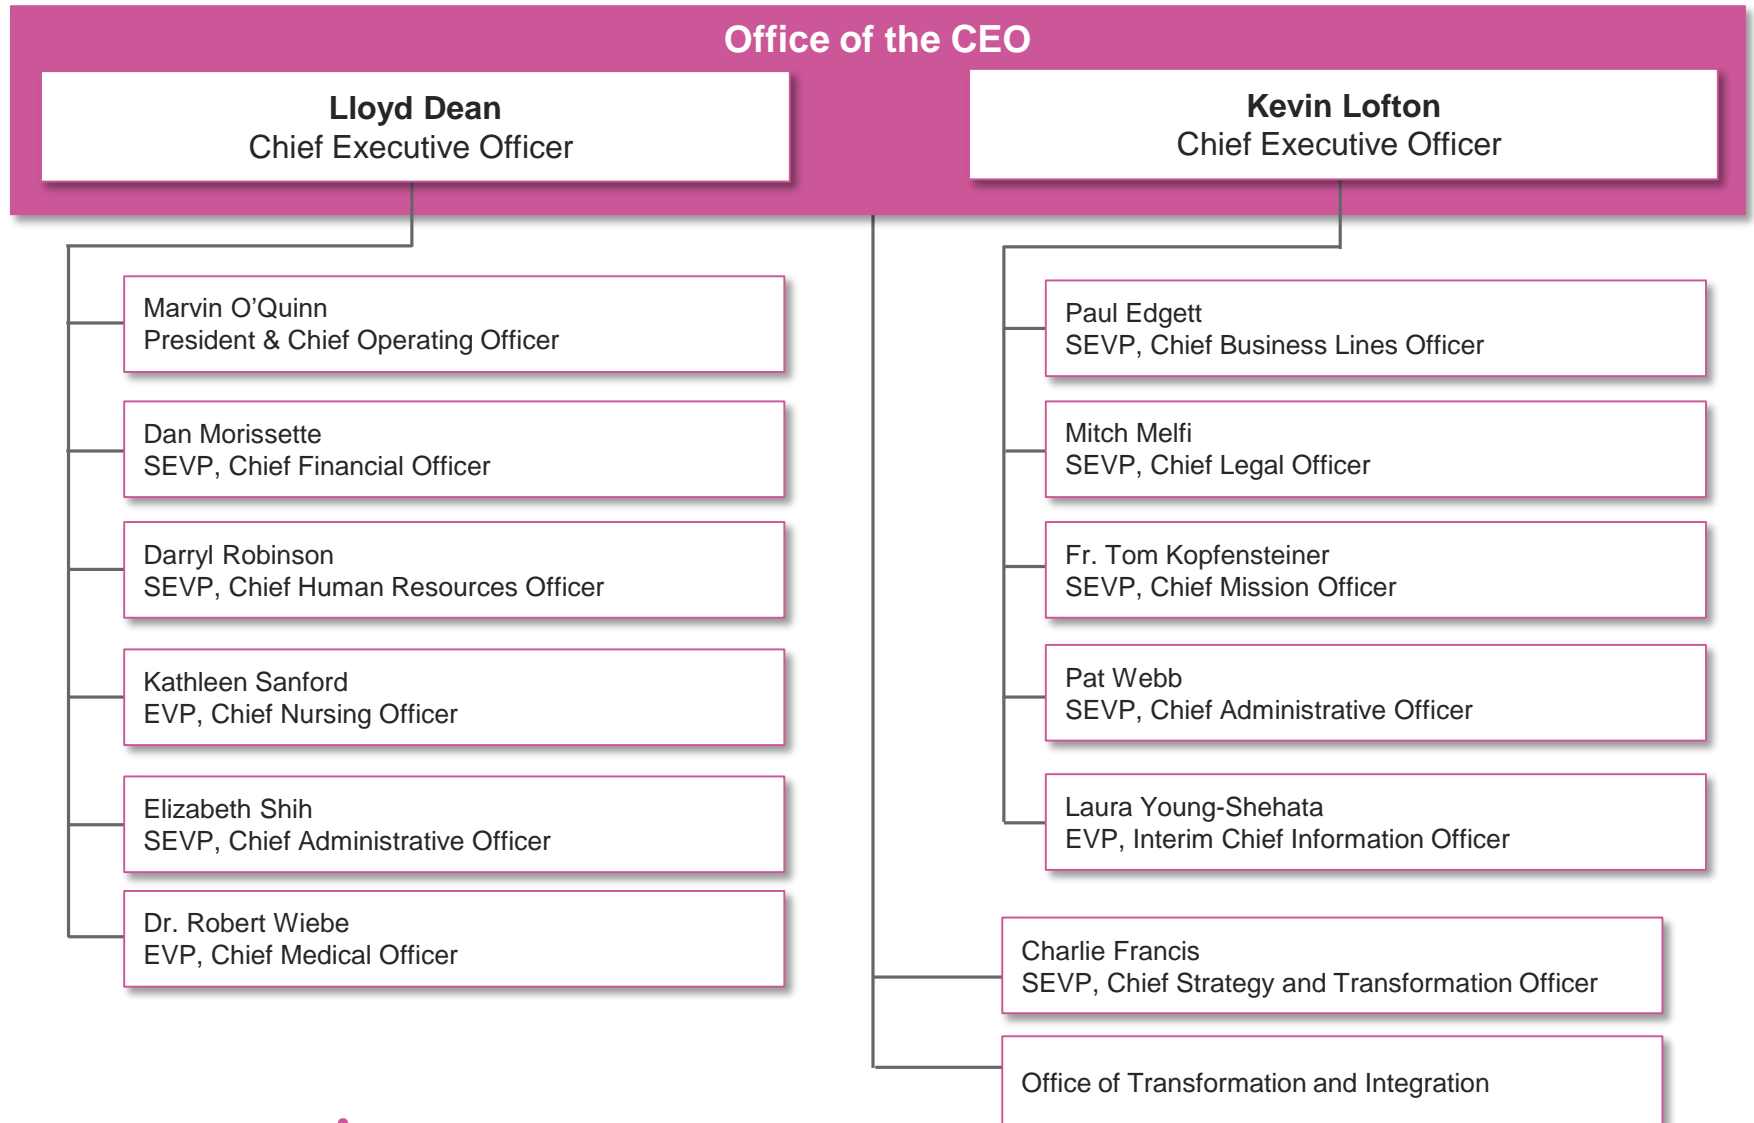 Office of the CEO
Lloyd Dean
Chief Executive Officer
Kevin Lofton
Chief Executive Officer
Marvin O’Quinn
President & Chief Operating Officer
Dan Morissette
SEVP, Chief Financial Officer
Darryl Robinson
SEVP, Chief Human Resources Officer
Kathleen Sanford
EVP, Chief Nursing Officer
Elizabeth Shih
SEVP, Chief Administrative Officer
Dr. Robert Wiebe
EVP, Chief Medical Officer
Paul Edgett
SEVP, Chief Business Lines Officer
Mitch Melfi
SEVP, Chief Legal Officer
Fr. Tom Kopfensteiner
SEVP, Chief Mission Officer
Pat Webb
SEVP, Chief Administrative Officer
Laura Young-Shehata
EVP, Interim Chief Information Officer
Charlie Francis
SEVP, Chief Strategy and Transformation Officer
Office of Transformation and Integration